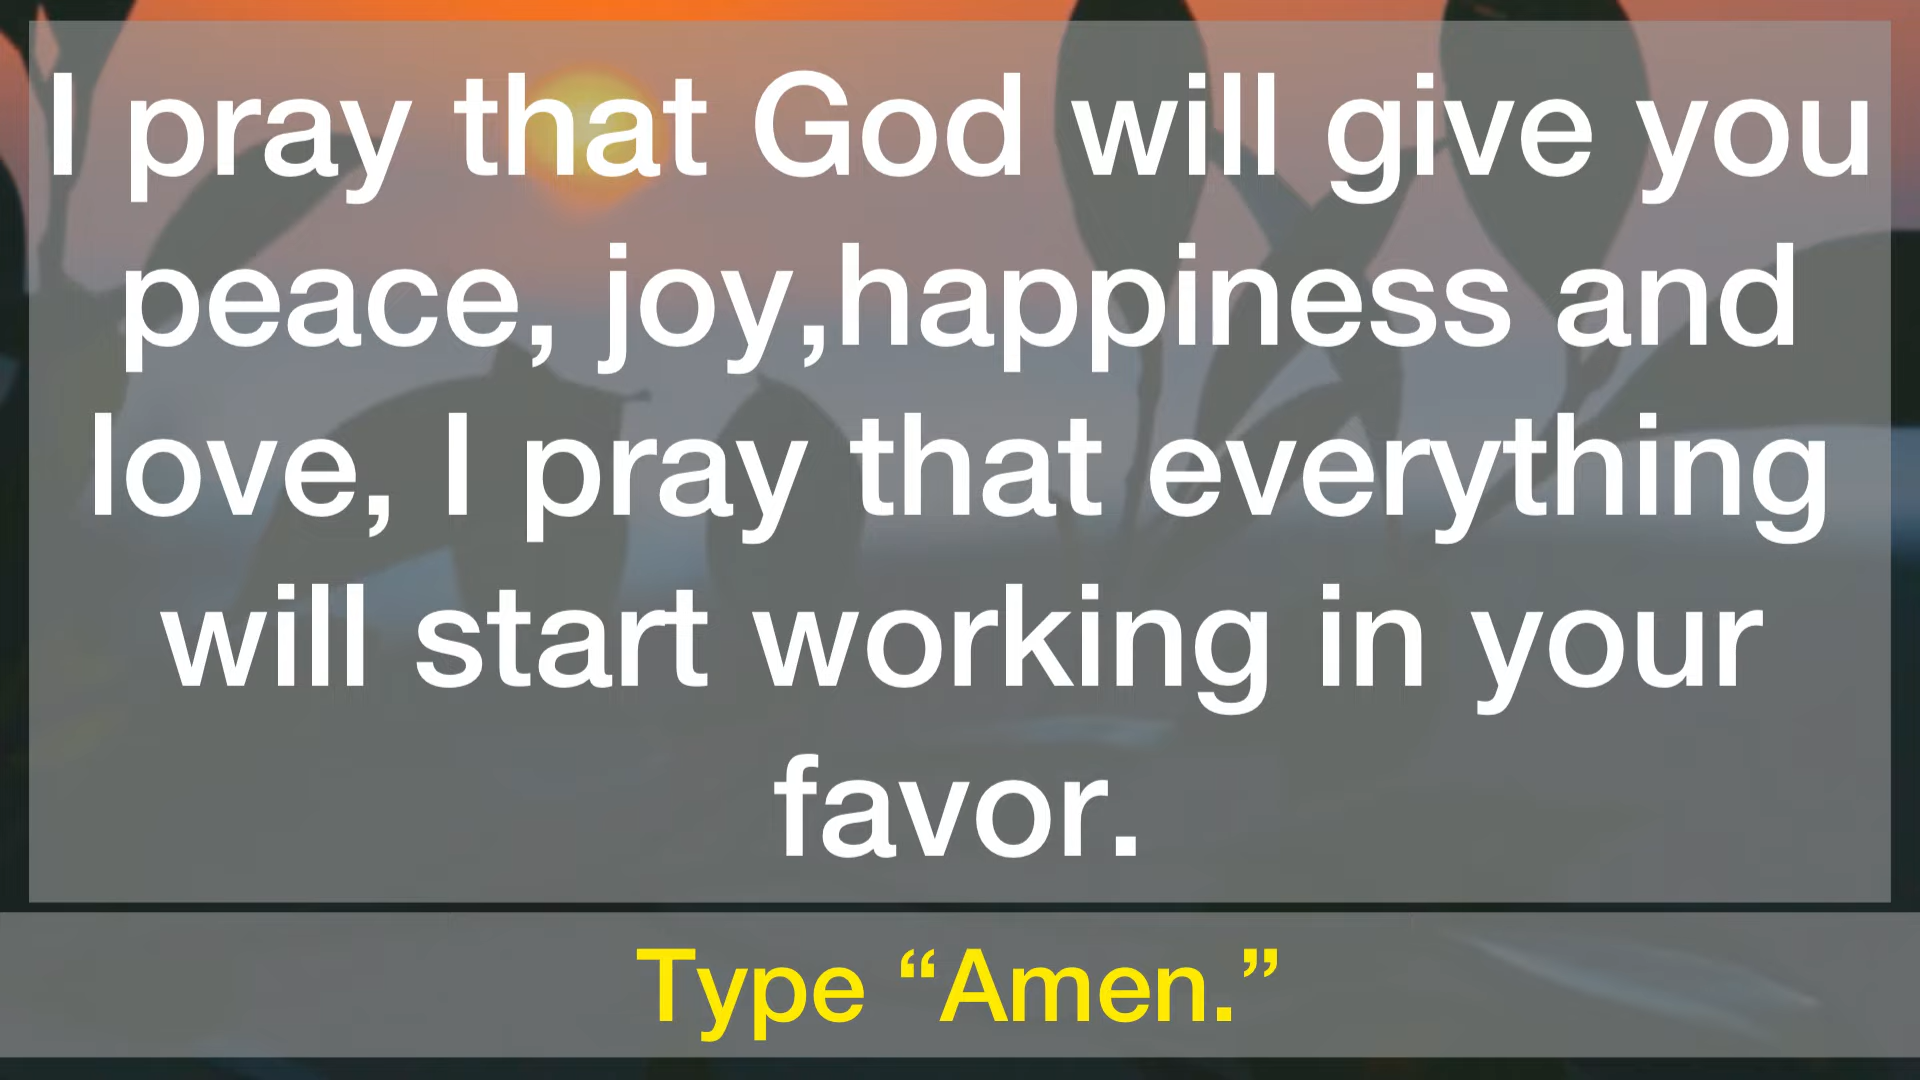 I pray that God will give you
peace, joy,happiness and
love, I pray that everything
will start working in your
favor.
Type “Amen.”